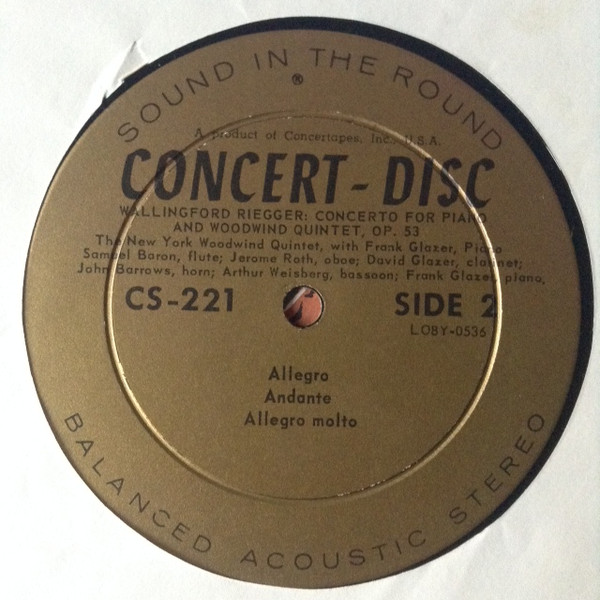 SOUND IN THE ROUND
®
A product of Concertapes, Inc., U.S.A.
CONCERT-DISC
WALLINGFORD RIEGGER: CONCERTO FOR PIANO
AND WOODWIND QUINTET, OP. 53
The New York Woodwind Quintet, with Frank Glazer, Piano
Samuel Baron, flute; Jerome Roth, oboe; David Glazer, clarinet;
John Barrows, horn; Arthur Weisberg, bassoon; Frank Glazer, piano,
CS-221 SIDE 2
LOBY-0536
Allegro
Andante
Allegro molto
BALANCED ACOUSTIC STEREO